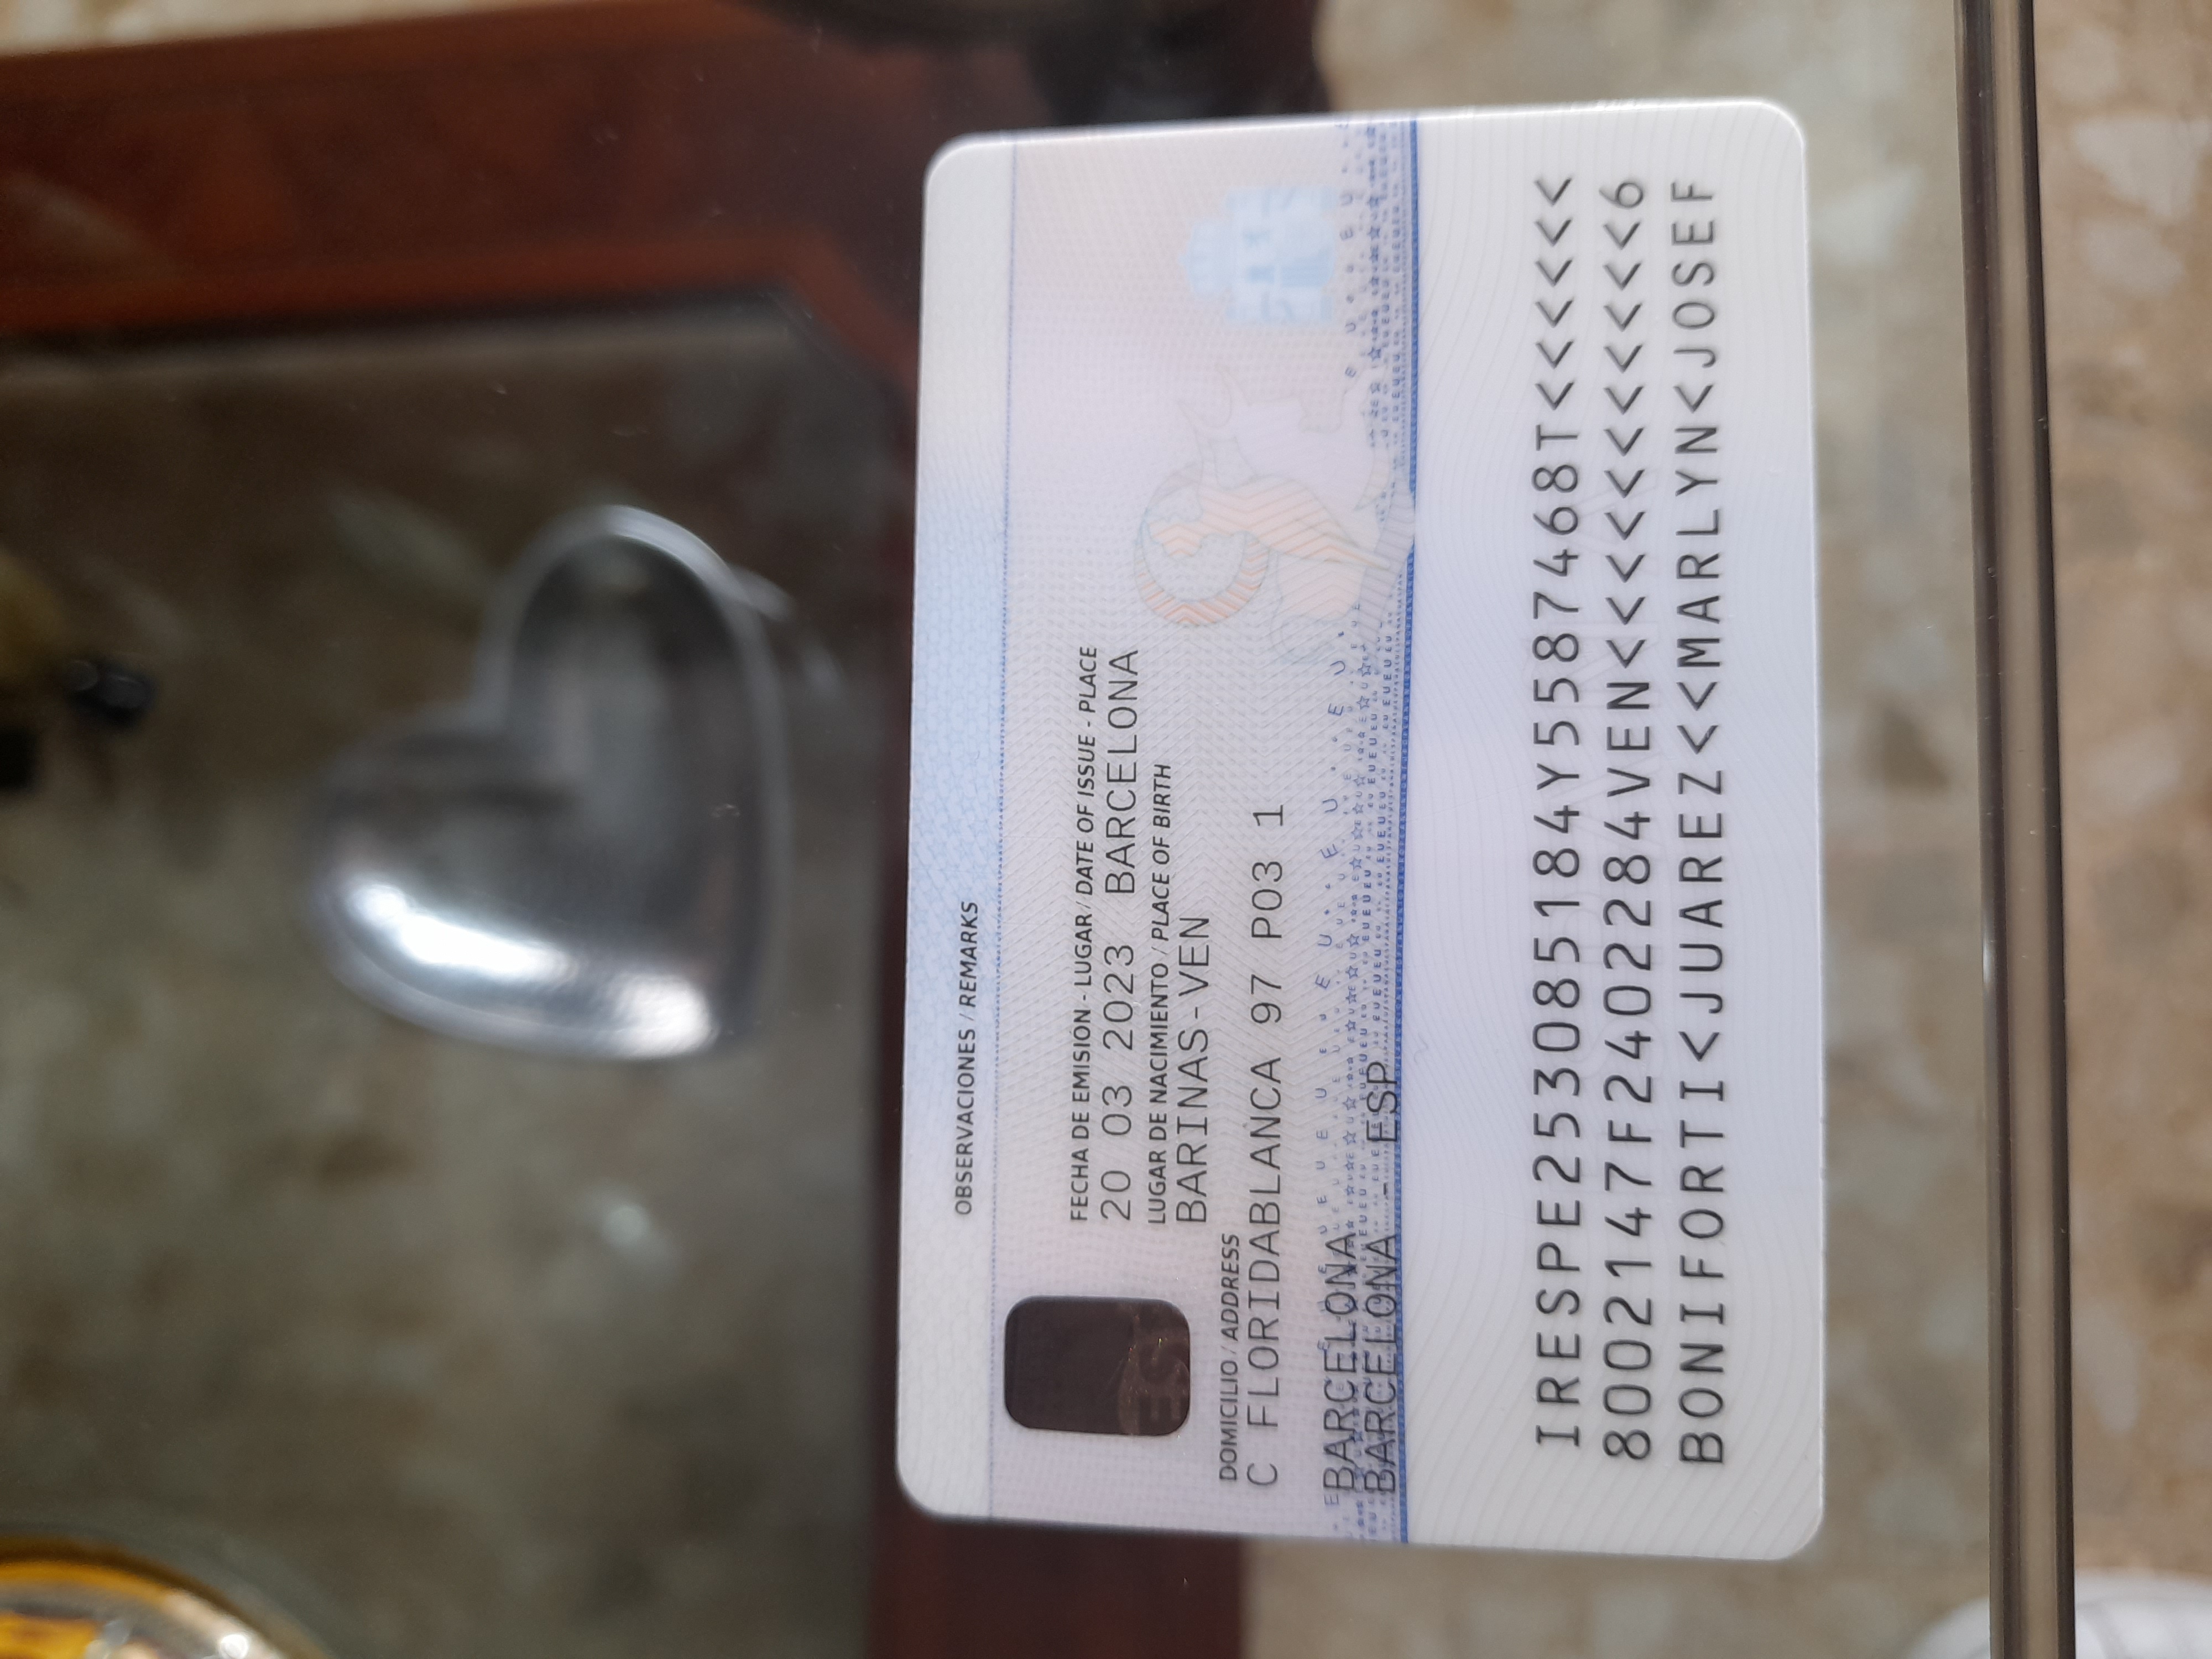 OBSERVACIONES / REMARKS
FECHA DE EMISIÓN - LUGAR / DATE OF ISSUE - PLACE
20 03 2023 BARCELONA
LUGAR DE NACIMIENTO / PLACE OF BIRTH
BARINAS-VEN
DOMICILIO / ADDRESS
C FLORIDABLANCA 97 P03 1
BARCELONA
BARCELONA - ESP
IRESPE253085184Y5587468T<<<<<<
8002147F2402284VEN<<<<<<<<<<<6
BONIFORTI<JUAREZ<<MARLYN<JOSEF